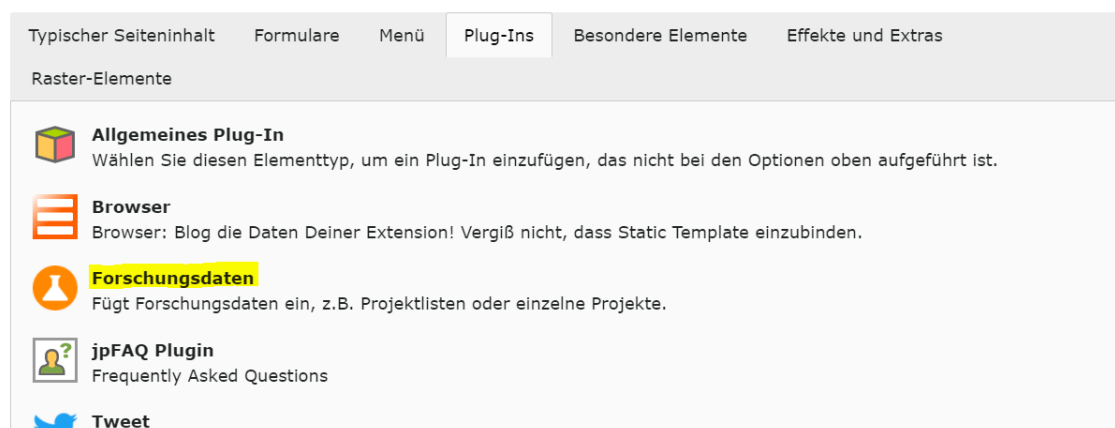 Typischer Seiteninhalt Formulare Menü Plug-Ins Besondere Elemente Effekte und Extras
Raster-Elemente
Allgemeines Plug-In
Wählen Sie diesen Elementtyp, um ein Plug-In einzufügen, das nicht bei den Optionen oben aufgeführt ist.
Browser
Browser: Blog die Daten Deiner Extension! Vergiß nicht, dass Static Template einzubinden.
Forschungsdaten
Fügt Forschungsdaten ein, z.B. Projektlisten oder einzelne Projekte.
jpFAQ Plugin
Frequently Asked Questions
Tweet